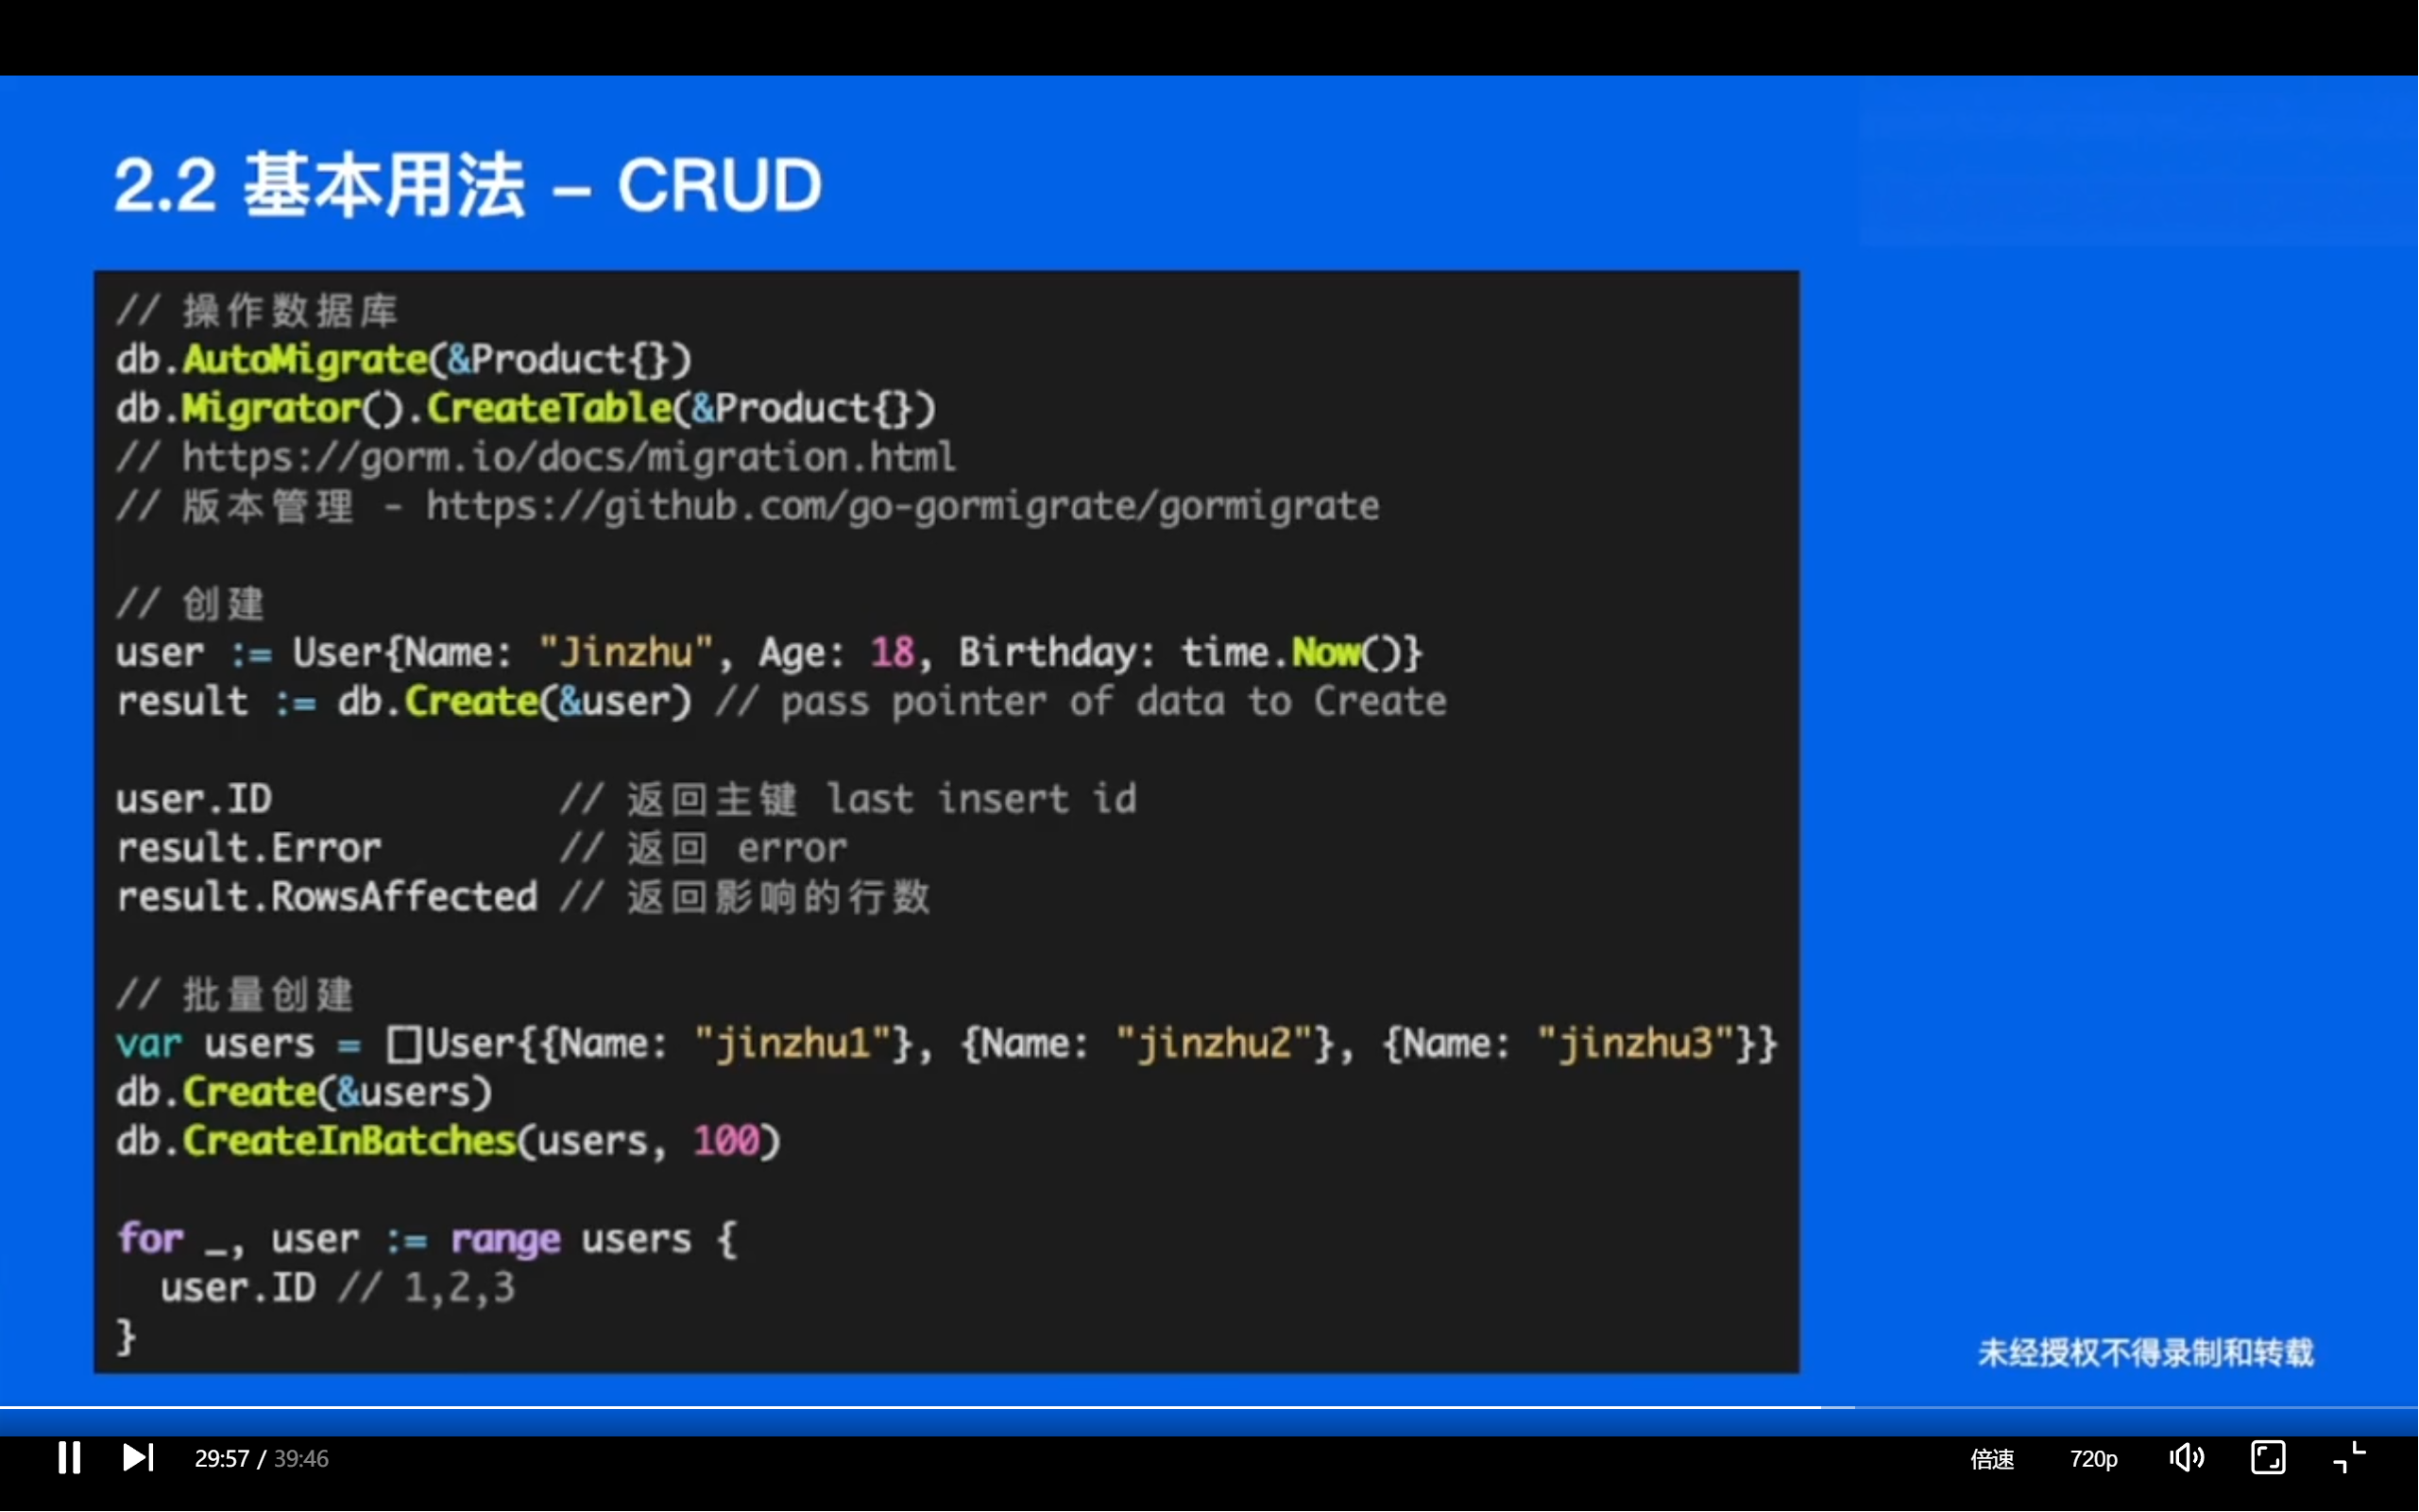 2.2 基本用法 – CRUD
// 操作数据库
db.AutoMigrate(&Product{})
db.Migrator().CreateTable(&Product{})
// https://gorm.io/docs/migration.html
// 版本管理 - https://github.com/go-gormigrate/gormigrate
// 创建
user := User{Name: "Jinzhu", Age: 18, Birthday: time.Now()}
result := db.Create(&user) // pass pointer of data to Create
user.ID // 返回主键 last insert id
result.Error // 返回 error
result.RowsAffected // 返回影响的行数
// 批量创建
var users = []User{{Name: "jinzhu1"}, {Name: "jinzhu2"}, {Name: "jinzhu3"}}
db.Create(&users)
db.CreateInBatches(users, 100)
for _, user := range users {
  user.ID // 1,2,3
}
未经授权不得录制和转载
29:57 / 39:46 倍速 720p